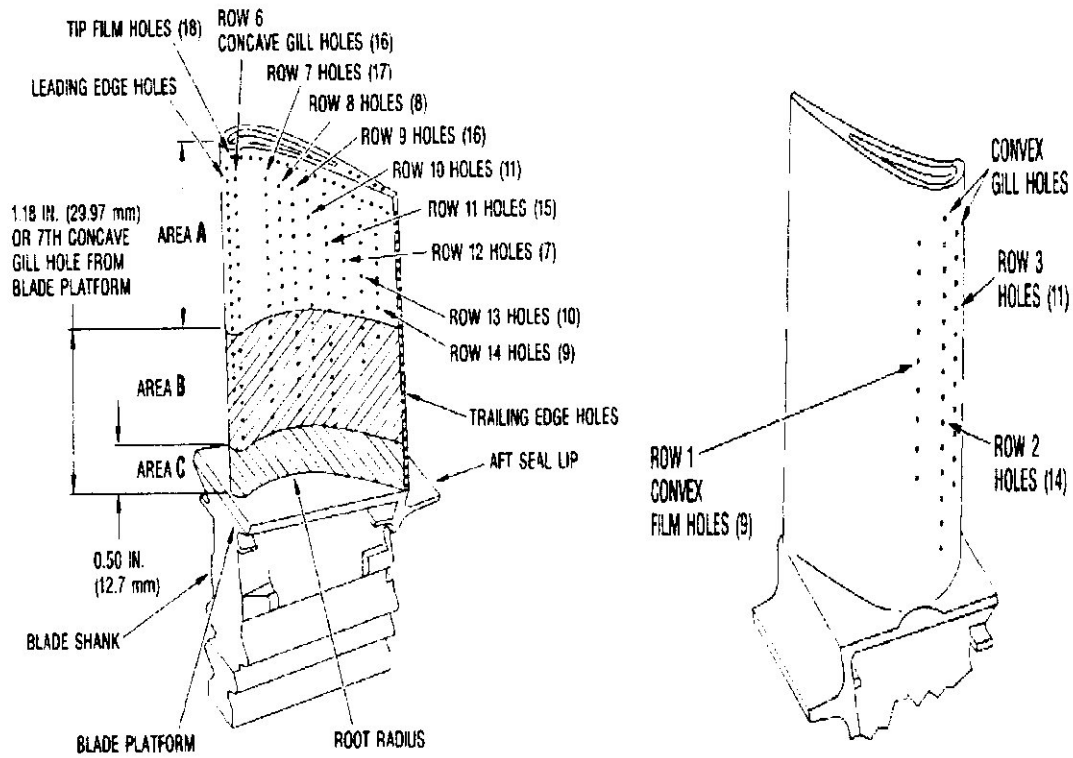 TIP FILM HOLES (18)
ROW 6
CONCAVE GILL HOLES (16)
LEADING EDGE HOLES
ROW 7 HOLES (17)
ROW 8 HOLES (8)
ROW 9 HOLES (16)
ROW 10 HOLES (11)
ROW 11 HOLES (15)
ROW 12 HOLES (7)
ROW 13 HOLES (10)
ROW 14 HOLES (9)
1.18 IN. (29.97 mm)
OR 7TH CONCAVE
GILL HOLE FROM
BLADE PLATFORM
AREA A
AREA B
AREA C
TRAILING EDGE HOLES
AFT SEAL LIP
0.50 IN.
(12.7 mm)
BLADE SHANK
BLADE PLATFORM
ROOT RADIUS
CONVEX
GILL HOLES
ROW 3
HOLES (11)
ROW 1
CONVEX
FILM HOLES (9)
ROW 2
HOLES (14)